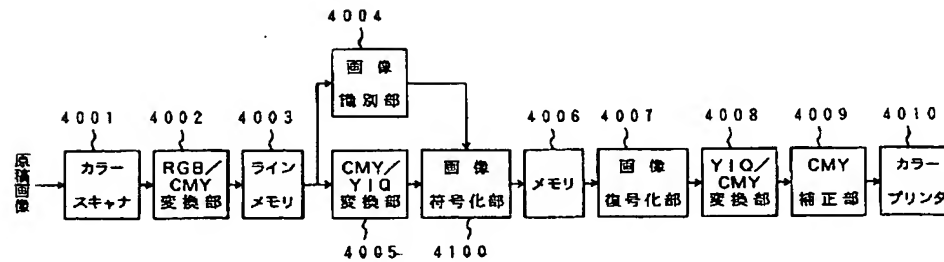 4004
画像
識別部
4001
4002
4003
4006
4007
4008
4009
4010
原稿画像
カラー
スキャナ
RGB/
CMY
変換部
ライン
メモリ
CMY/
YIQ
変換部
画像
符号化部
メモリ
画像
復号化部
YIQ/
CMY
変換部
CMY
補正部
カラー
プリンタ
4005
4100